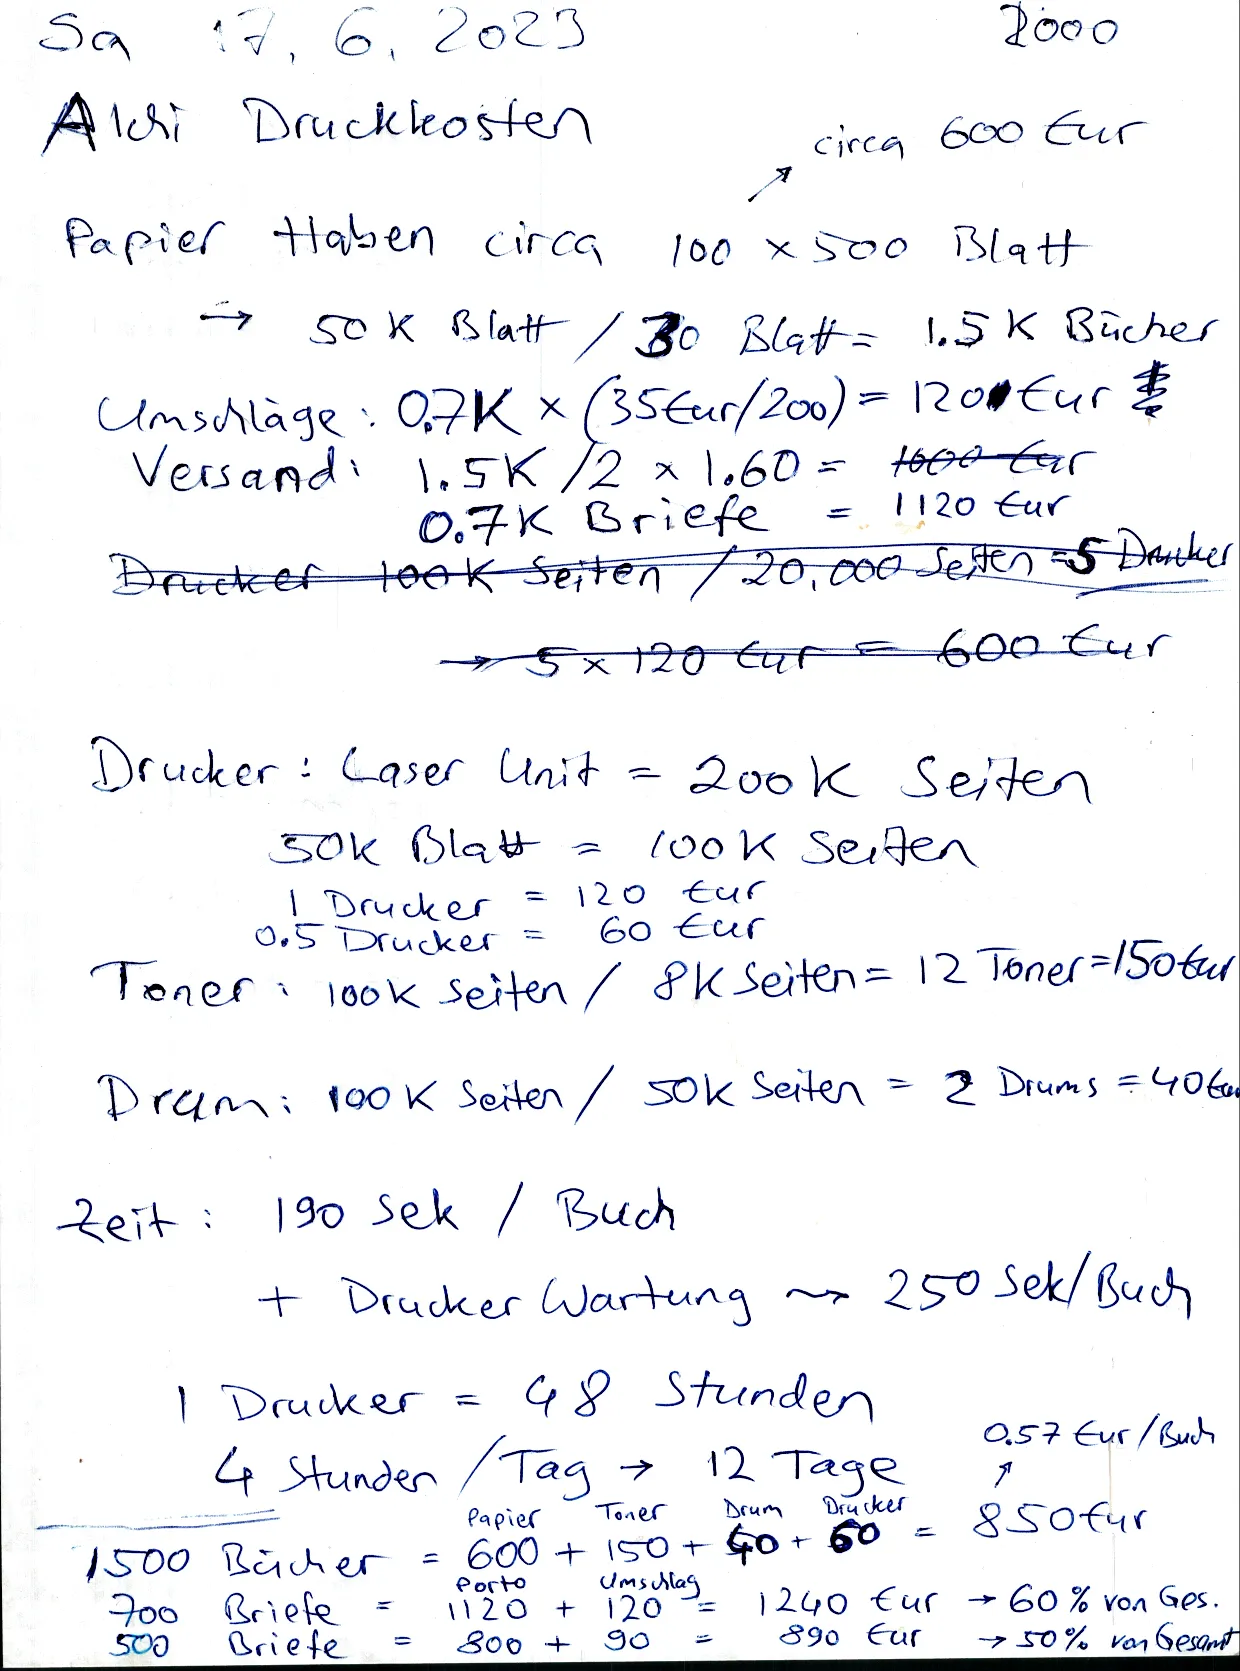 Sa 17.6.2023 2000
Alchi Druckkosten
circa 600 Eur
Papier Haben circa 100 x 500 Blatt
→ 50K Blatt / 30 Blatt = 1.5K Bücher
Umschläge: 0.7K x (35Eur/200) = 120 Eur
Versand: 1.5K /2 x 1.60 = 1000 Eur
0.7K Briefe = 1120 Eur
Drucker 100K Seiten / 20,000 Seiten = 5 Drucker
→ 5 x 120 Eur = 600 Eur
Drucker: Laser Unit = 200K Seiten
50K Blatt = 100K Seiten
1 Drucker = 120 Eur
0.5 Drucker = 60 Eur
Toner: 100K Seiten / 8K Seiten = 12 Toner = 150 Eur
Drum: 100K Seiten / 50K Seiten = 2 Drums = 40 Eur
Zeit: 190 Sek / Buch
+ Drucker Wartung ~> 250 Sek/Buch
1 Drucker = 48 Stunden
0.57 Eur/Buch
4 Stunden /Tag → 12 Tage
Papier Toner Drum Drucker
1500 Bücher = 600 + 150 + 40 + 60 = 850 Eur
Porto Umschlag
700 Briefe = 1120 + 120 = 1240 Eur → 60% von Ges.
500 Briefe = 800 + 90 = 890 Eur → 50% von Gesamt